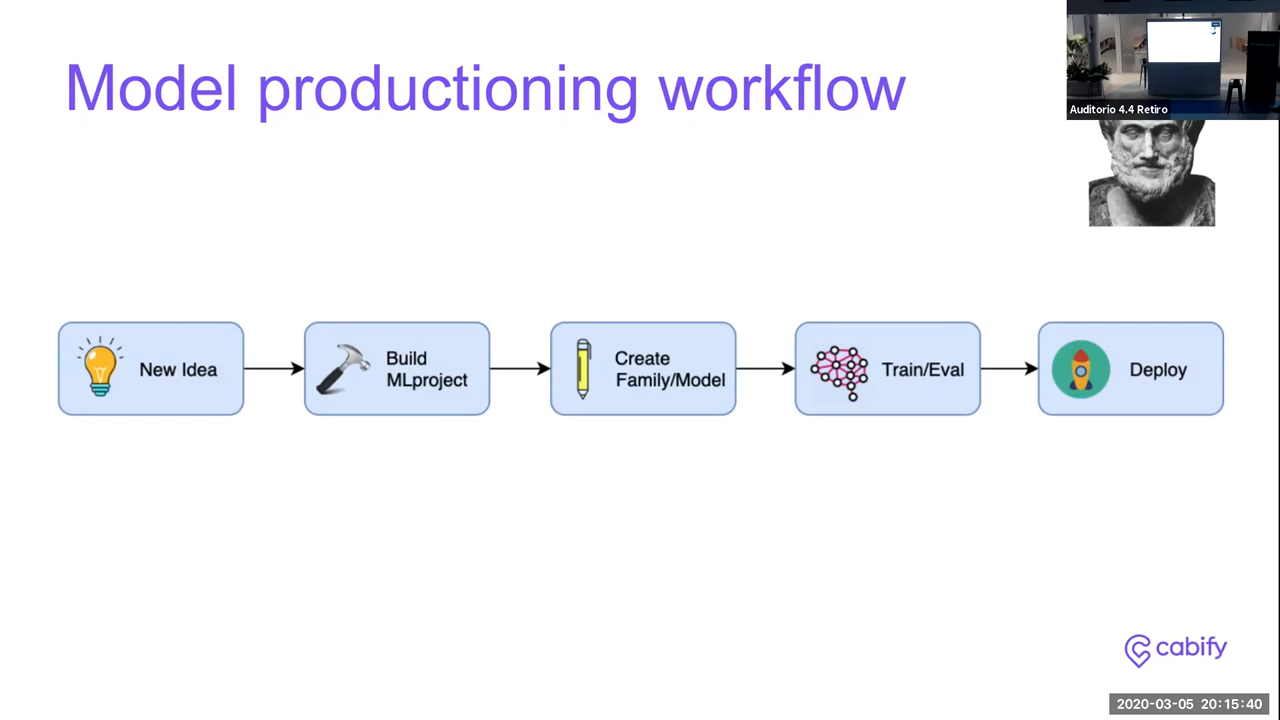 Model productioning workflow
Auditorio 4.4 Retiro
New Idea
Build
MLproject
Create
Family/Model
Train/Eval
Deploy
cabify
2020-03-05 20:15:40